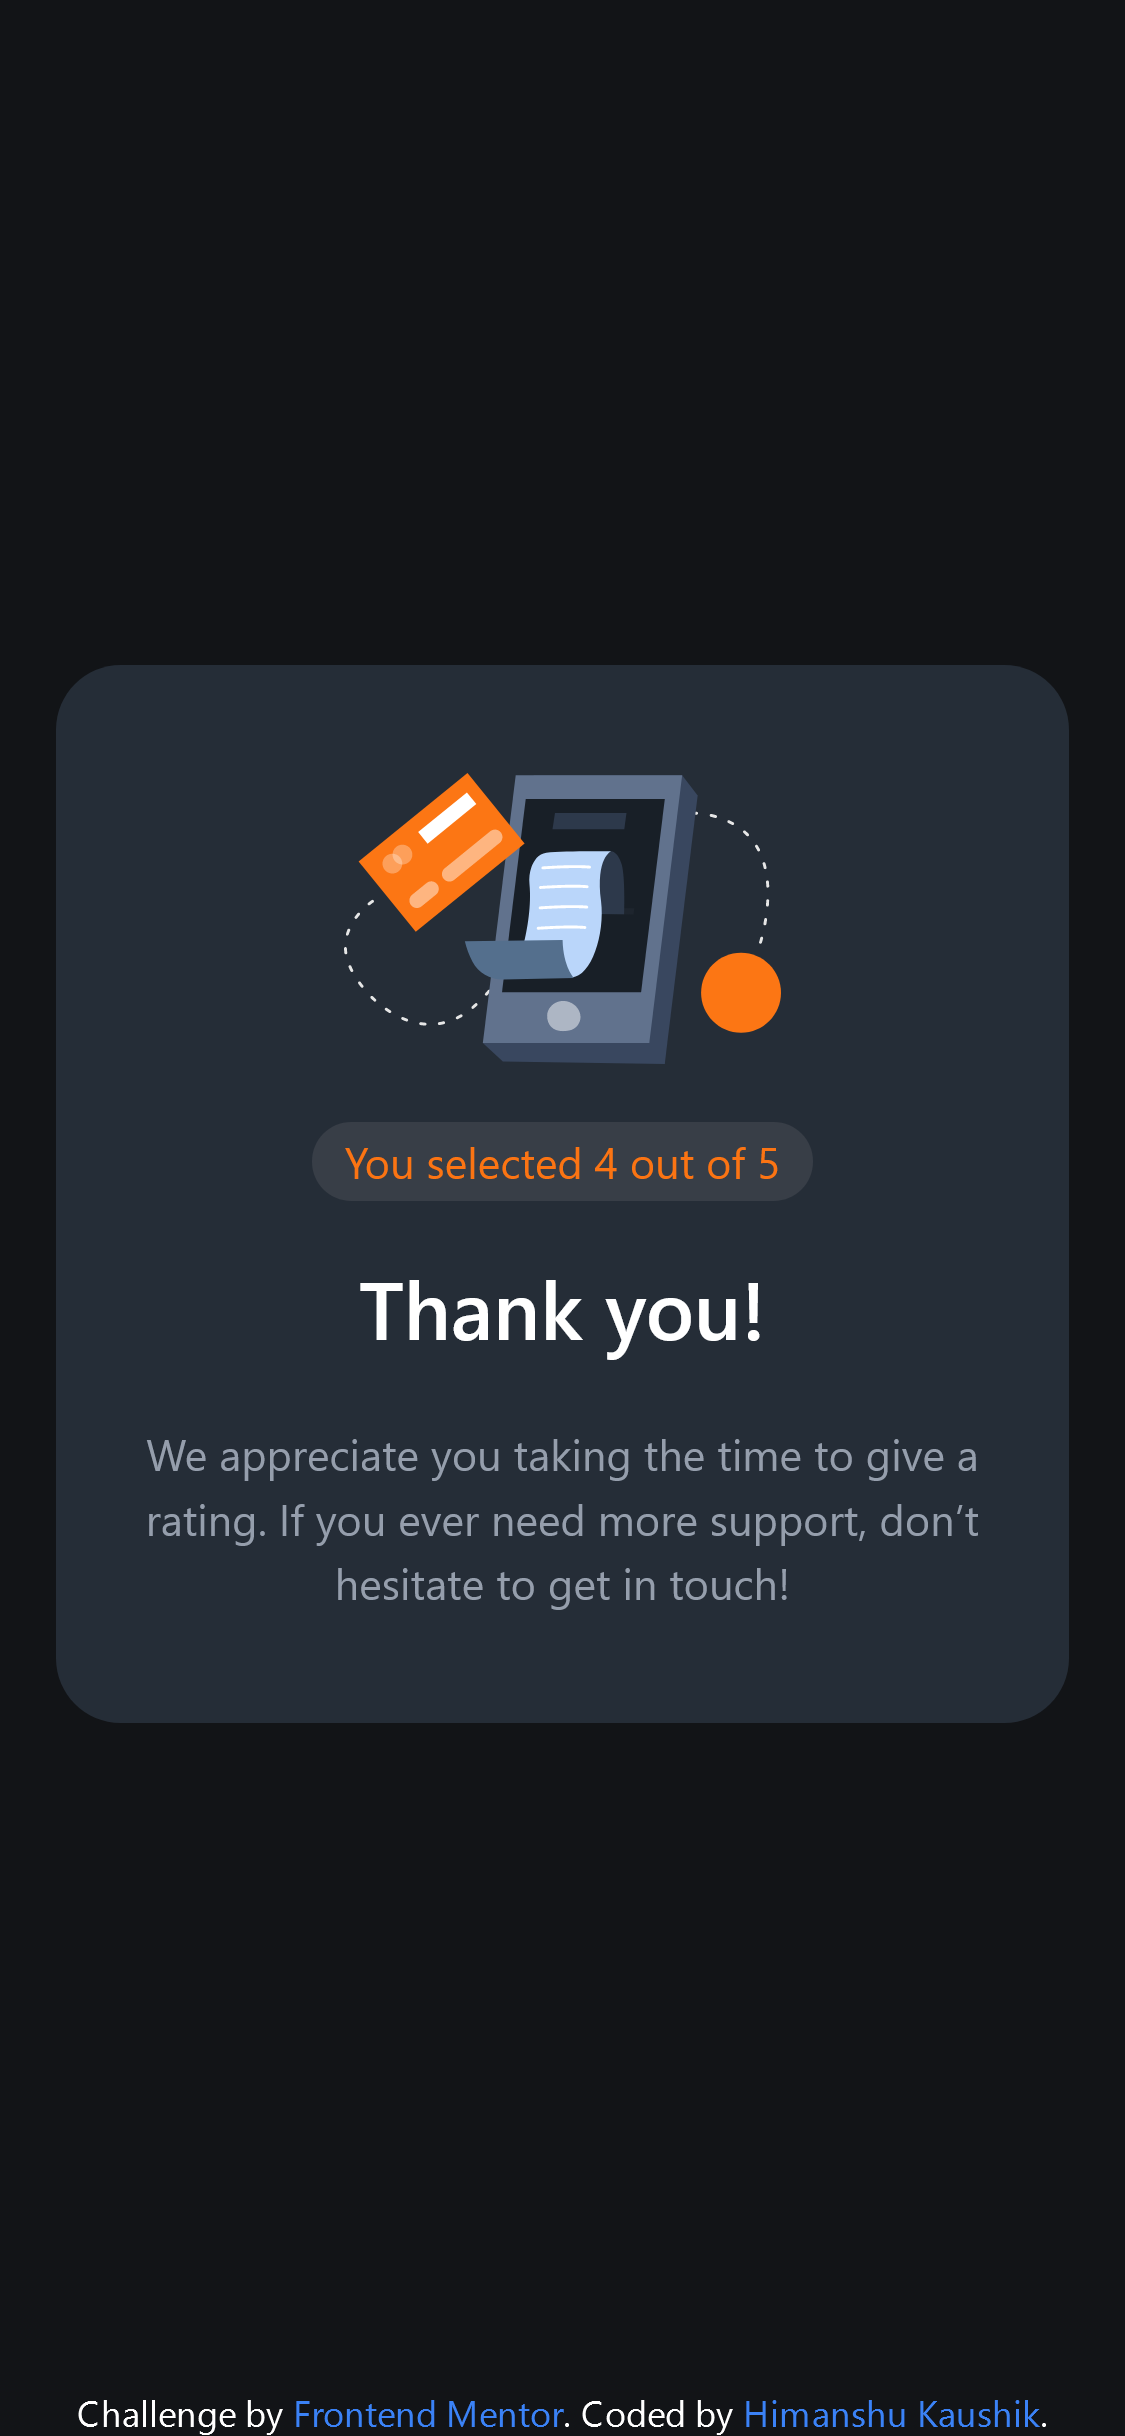 You selected 4 out of 5
Thank you!
We appreciate you taking the time to give a
rating. If you ever need more support, don’t
hesitate to get in touch!
Challenge by Frontend Mentor. Coded by Himanshu Kaushik.